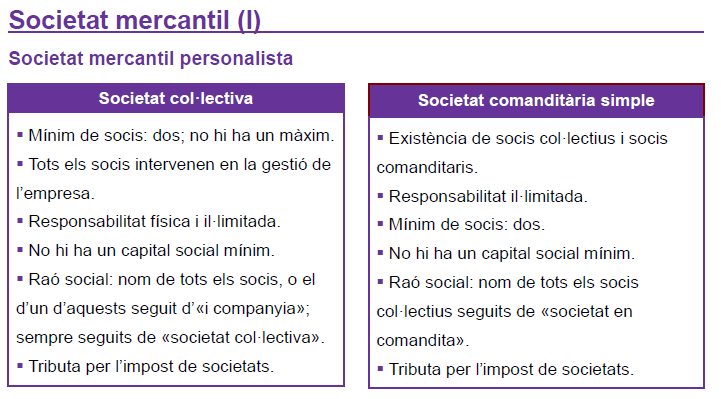 Societat mercantil (I)
Societat mercantil personalista
Societat col·lectiva
▪ Mínim de socis: dos; no hi ha un màxim.
▪ Tots els socis intervenen en la gestió de
l’empresa.
▪ Responsabilitat física i il·limitada.
▪ No hi ha un capital social mínim.
▪ Raó social: nom de tots els socis, o el
d’un d’aquests seguit d’«i companyia»;
sempre seguits de «societat col·lectiva».
▪ Tributa per l’impost de societats.
Societat comanditària simple
▪ Existència de socis col·lectius i socis
comanditaris.
▪ Responsabilitat il·limitada.
▪ Mínim de socis: dos.
▪ No hi ha un capital social mínim.
▪ Raó social: nom de tots els socis
col·lectius seguits de «societat en
comandita».
▪ Tributa per l’impost de societats.